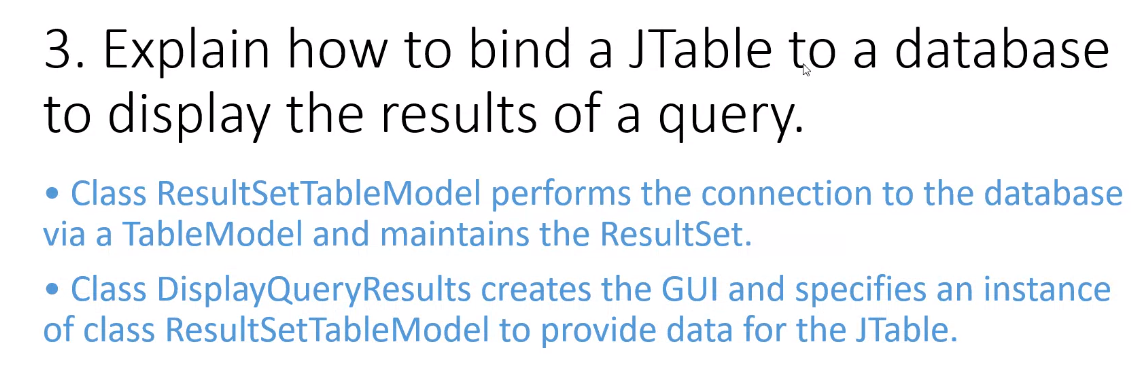 3. Explain how to bind a JTable to a database
to display the results of a query.
• Class ResultSetTableModel performs the connection to the database
via a TableModel and maintains the ResultSet.
• Class DisplayQueryResults creates the GUI and specifies an instance
of class ResultSetTableModel to provide data for the JTable.